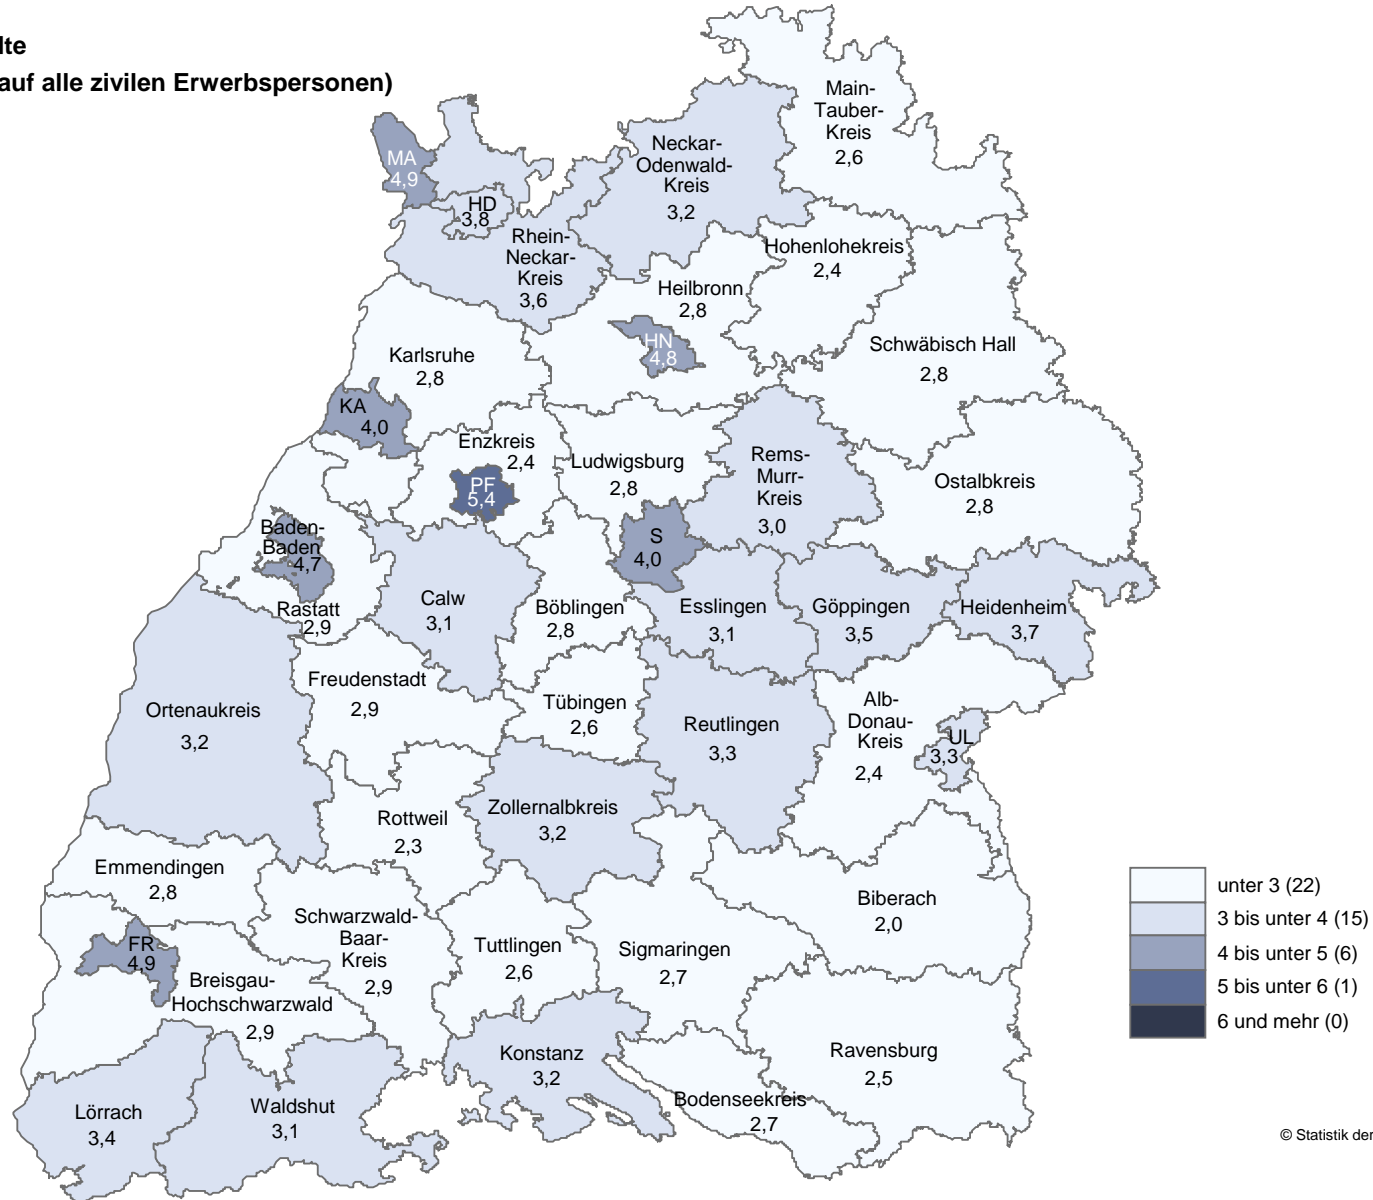 lte
auf alle zivilen Erwerbspersonen)
Main-
Tauber-
Kreis
2,6
MA
4,9
Neckar-
Odenwald-
Kreis
3,2
HD
3,8
Rhein-
Neckar-
Kreis
3,6
Hohenlohekreis
2,4
Heilbronn
2,8
HN
4,8
Schwäbisch Hall
2,8
Karlsruhe
2,8
KA
4,0
Enzkreis
2,4
PF
5,4
Ludwigsburg
2,8
Rems-
Murr-
Kreis
3,0
Ostalbkreis
2,8
Baden-
Baden
4,7
Rastatt
2,9
S
4,0
Calw
3,1
Böblingen
2,8
Esslingen
3,1
Göppingen
3,5
Heidenheim
3,7
Freudenstadt
2,9
Ortenaukreis
3,2
Tübingen
2,6
Reutlingen
3,3
Alb-
Donau-
Kreis
2,4
UL
3,3
Rottweil
2,3
Zollernalbkreis
3,2
Emmendingen
2,8
Biberach
2,0
unter 3 (22)
3 bis unter 4 (15)
4 bis unter 5 (6)
5 bis unter 6 (1)
6 und mehr (0)
FR
4,9
Schwarzwald-
Baar-
Kreis
2,9
Tuttlingen
2,6
Sigmaringen
2,7
Breisgau-
Hochschwarzwald
2,9
Konstanz
3,2
Ravensburg
2,5
Bodenseekreis
2,7
Lörrach
3,4
Waldshut
3,1
© Statistik der